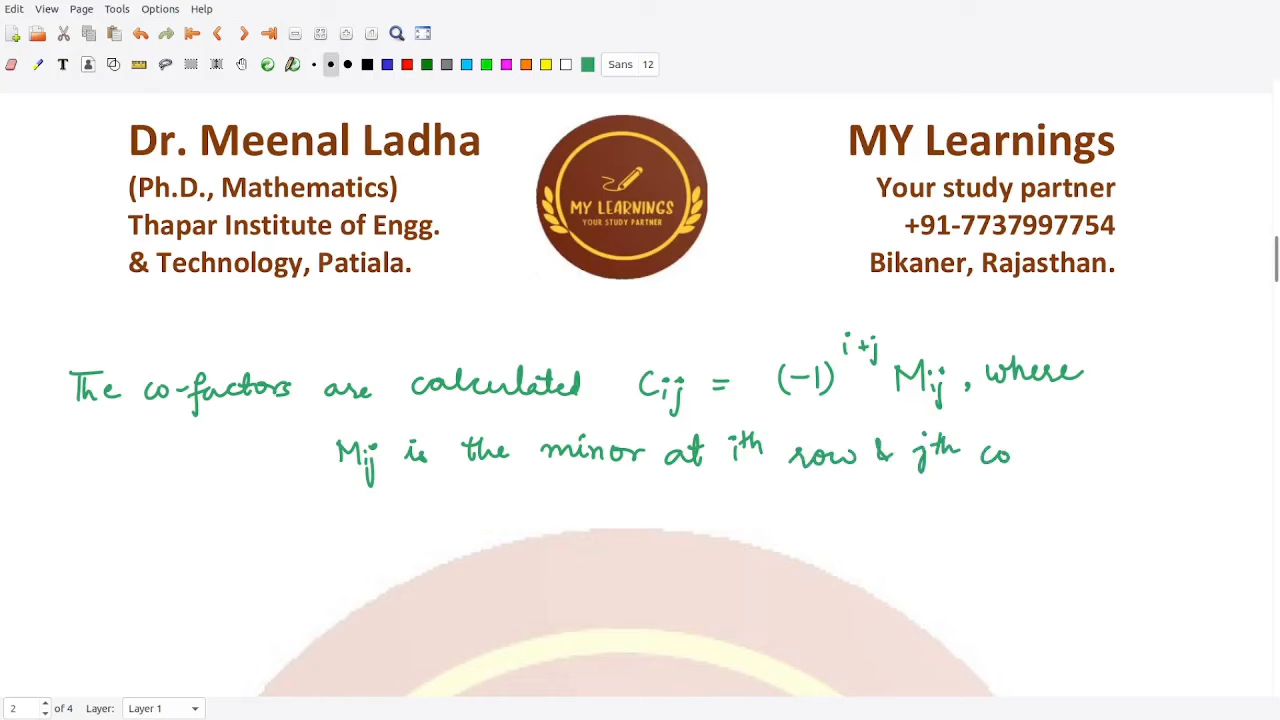 Edit View Page Tools Options Help
T Sans 12
Dr. Meenal Ladha
(Ph.D., Mathematics)
Thapar Institute of Engg.
& Technology, Patiala.
MY LEARNINGS
YOUR STUDY PARTNER
MY Learnings
Your study partner
+91-7737997754
Bikaner, Rajasthan.
The co-factors are calculated Cij = (-1)^{i+j} Mij, where
Mij is the minor at ith row & jth co
2 of 4 Layer: Layer 1